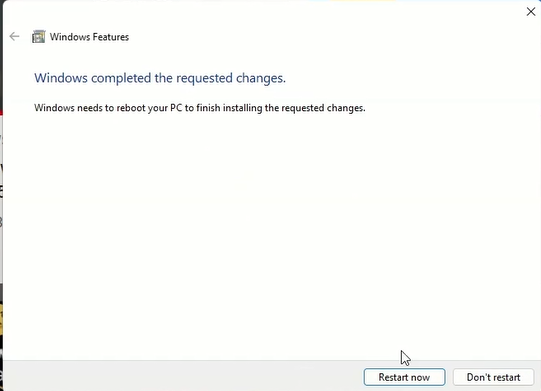 Windows Features
Windows completed the requested changes.
Windows needs to reboot your PC to finish installing the requested changes.
Restart now
Don't restart